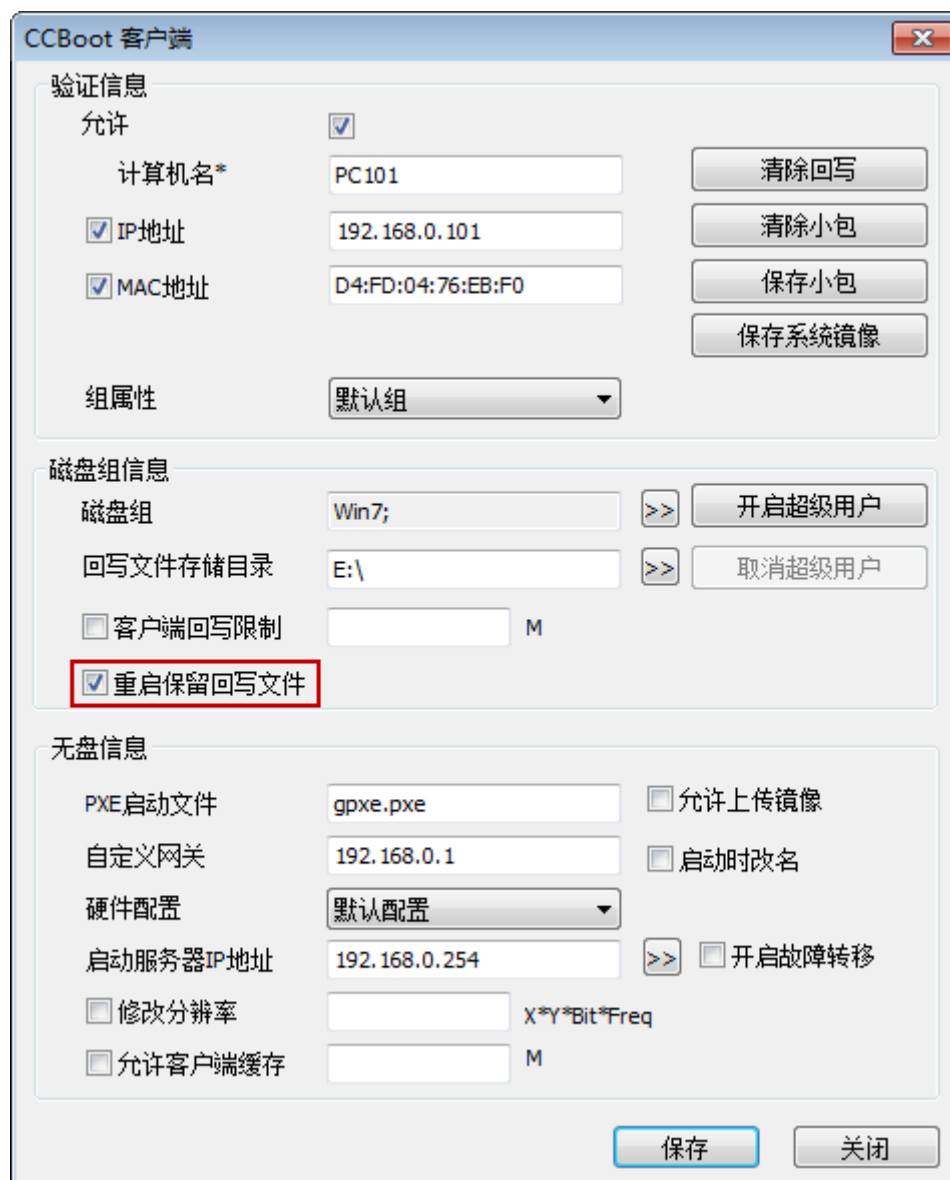 CCBoot 客户端
验证信息
允许
计算机名* PC101 清除回写
IP地址 192.168.0.101 清除小包
MAC地址 D4:FD:04:76:EB:F0 保存小包
保存系统镜像
组属性 默认组
磁盘组信息
磁盘组 Win7; >> 开启超级用户
回写文件存储目录 E:\ >> 取消超级用户
客户端回写限制 M
重启保留回写文件
无盘信息
PXE启动文件 gpxe.pxe 允许上传镜像
自定义网关 192.168.0.1 启动时改名
硬件配置 默认配置
启动服务器IP地址 192.168.0.254 >> 开启故障转移
修改分辨率 X*Y*Bit*Freq
允许客户端缓存 M
保存 关闭